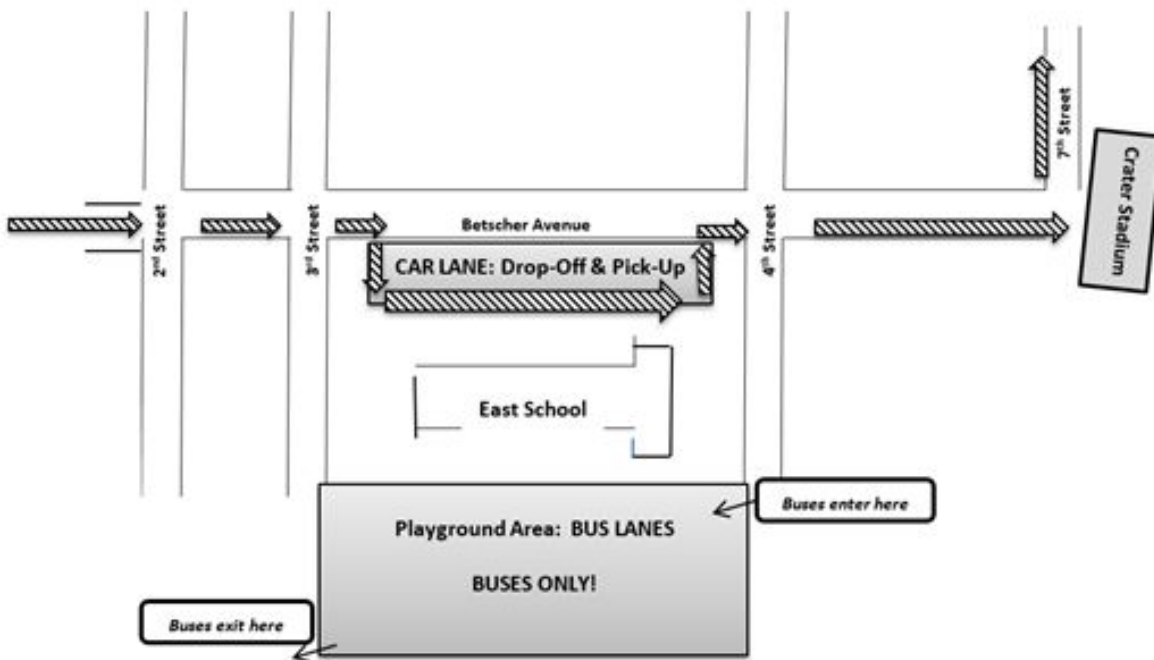 7th Street
Crater Stadium
2nd Street
3rd Street
Betscher Avenue
4th Street
CAR LANE: Drop-Off & Pick-Up
East School
Buses enter here
Playground Area: BUS LANES
BUSES ONLY!
Buses exit here